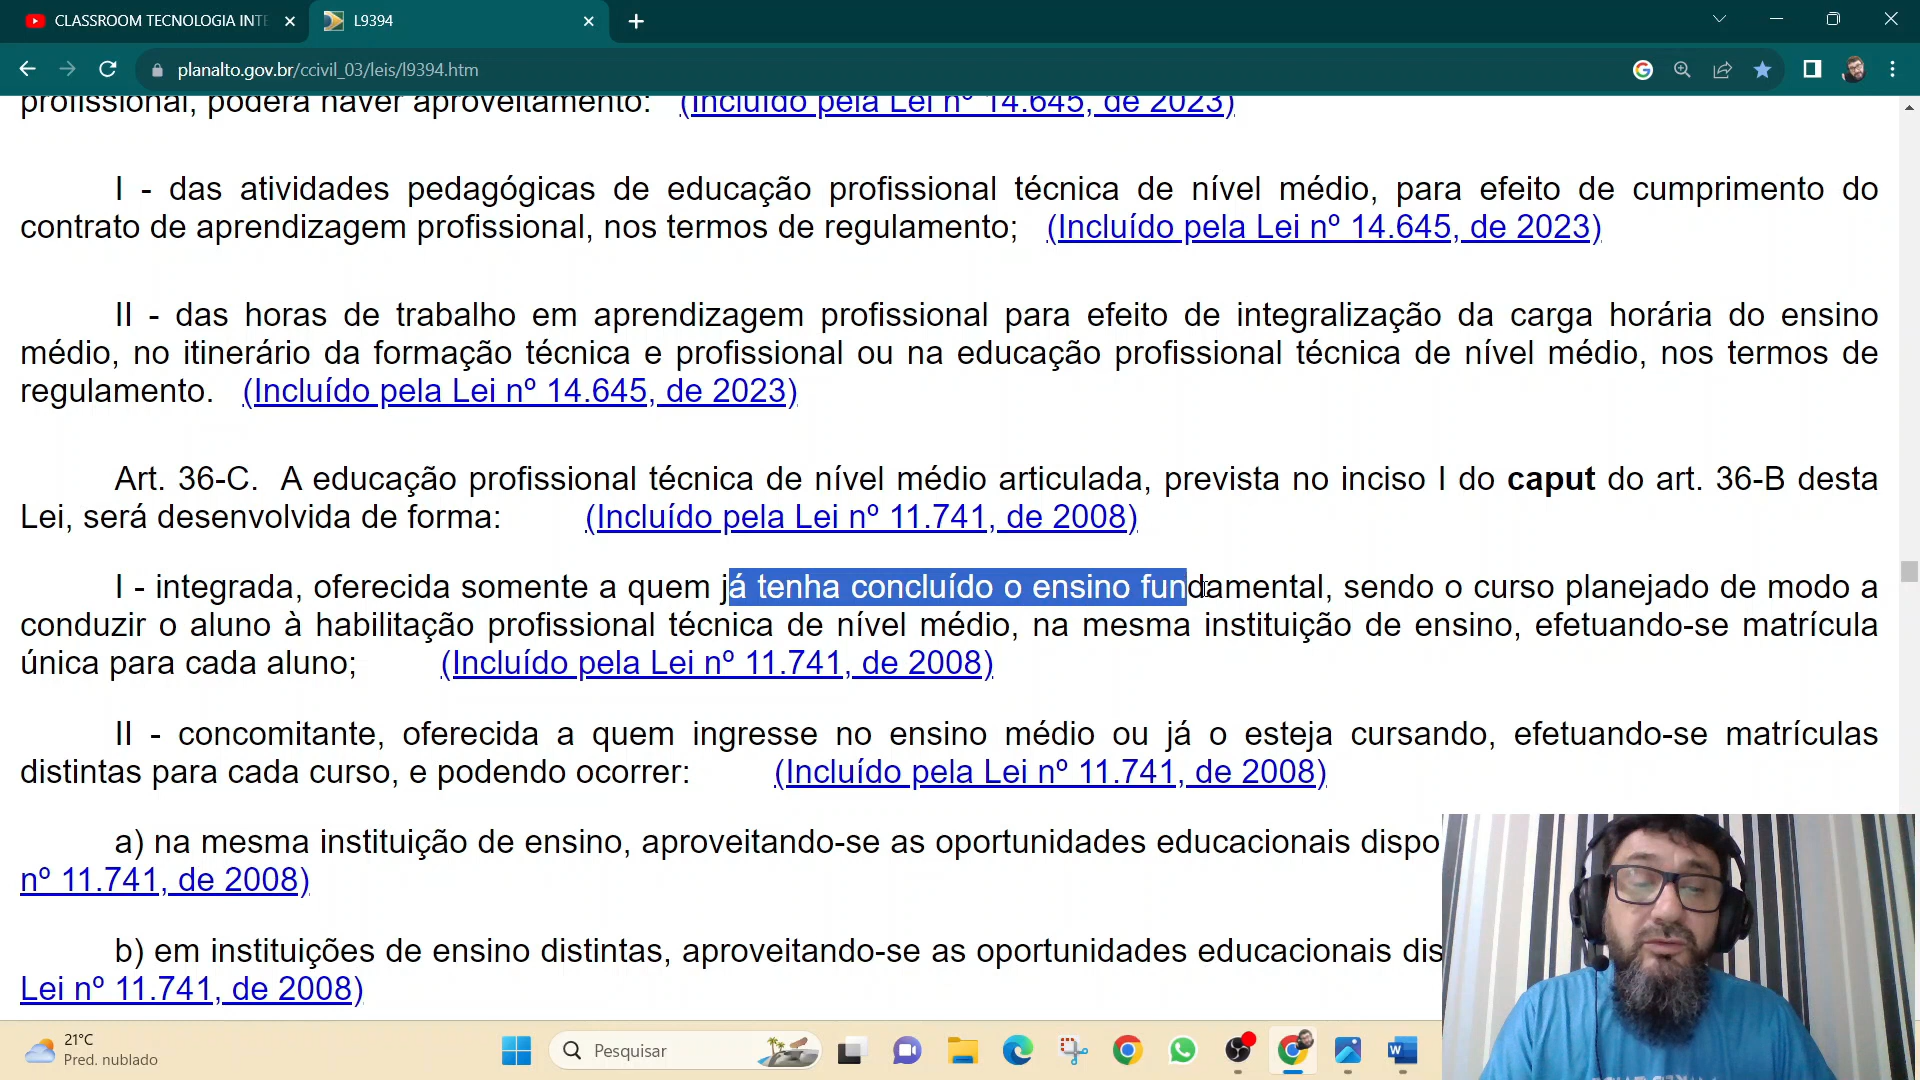 CLASSROOM TECNOLOGIA INTE
L9394
planalto.gov.br/ccivil_03/leis/l9394.htm
profissional, poderá haver aproveitamento: (Incluído pela Lei nº 14.645, de 2023)
I - das atividades pedagógicas de educação profissional técnica de nível médio, para efeito de cumprimento do
contrato de aprendizagem profissional, nos termos de regulamento; (Incluído pela Lei nº 14.645, de 2023)
II - das horas de trabalho em aprendizagem profissional para efeito de integralização da carga horária do ensino
médio, no itinerário da formação técnica e profissional ou na educação profissional técnica de nível médio, nos termos de
regulamento. (Incluído pela Lei nº 14.645, de 2023)
Art. 36-C. A educação profissional técnica de nível médio articulada, prevista no inciso I do caput do art. 36-B desta
Lei, será desenvolvida de forma: (Incluído pela Lei nº 11.741, de 2008)
I - integrada, oferecida somente a quem já tenha concluído o ensino fundamental, sendo o curso planejado de modo a
conduzir o aluno à habilitação profissional técnica de nível médio, na mesma instituição de ensino, efetuando-se matrícula
única para cada aluno; (Incluído pela Lei nº 11.741, de 2008)
II - concomitante, oferecida a quem ingresse no ensino médio ou já o esteja cursando, efetuando-se matrículas
distintas para cada curso, e podendo ocorrer: (Incluído pela Lei nº 11.741, de 2008)
a) na mesma instituição de ensino, aproveitando-se as oportunidades educacionais dispo
nº 11.741, de 2008)
b) em instituições de ensino distintas, aproveitando-se as oportunidades educacionais dis
Lei nº 11.741, de 2008)
21°C
Pred. nublado
Pesquisar